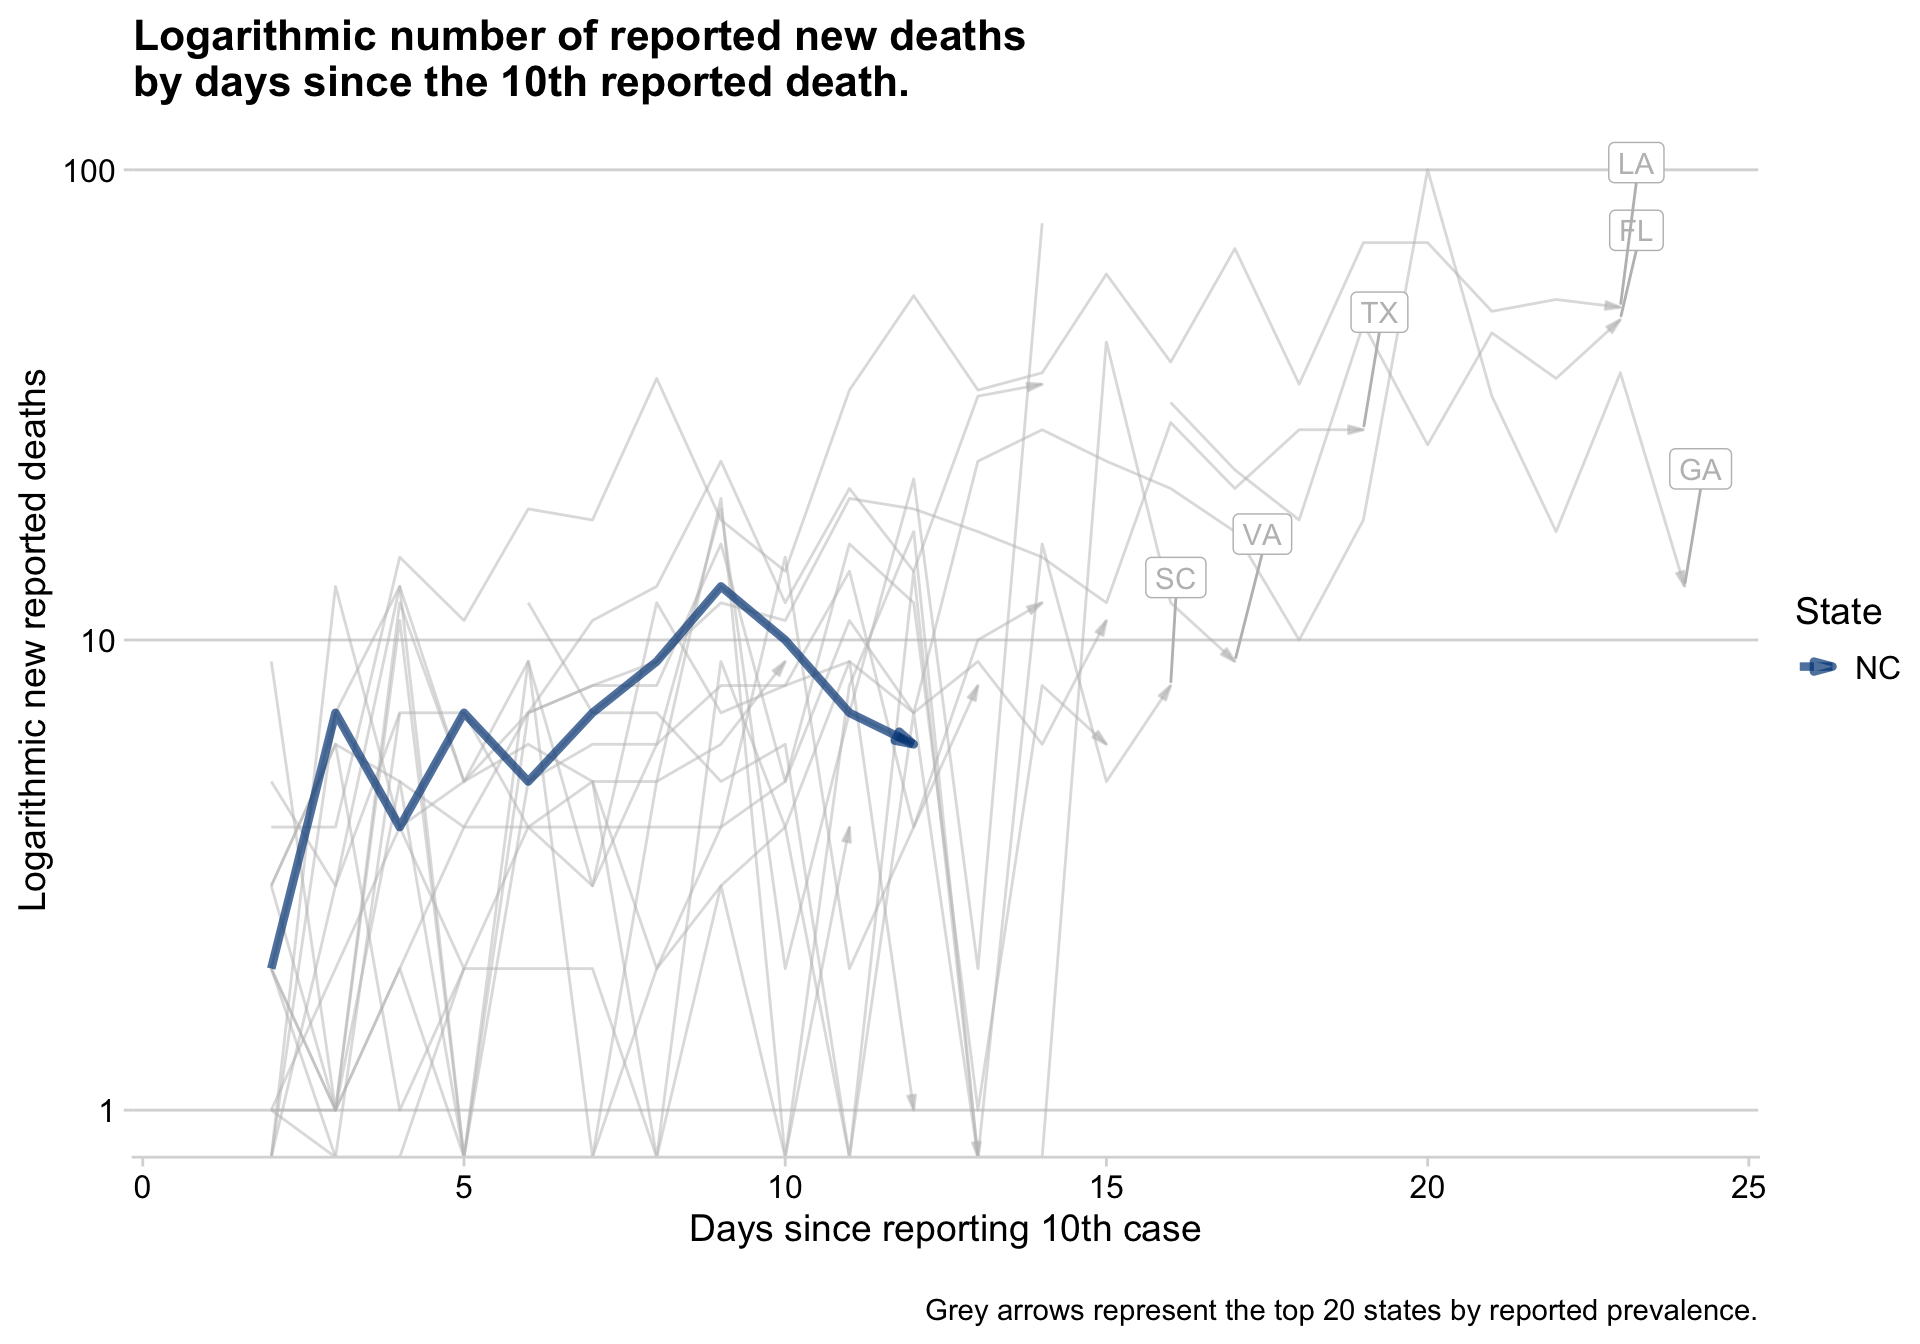 Logarithmic number of reported new deaths
by days since the 10th reported death.
Logarithmic new reported deaths
100
10
1
LA
FL
TX
GA
VA
SC
State
NC
0 5 10 15 20 25
Days since reporting 10th case
Grey arrows represent the top 20 states by reported prevalence.